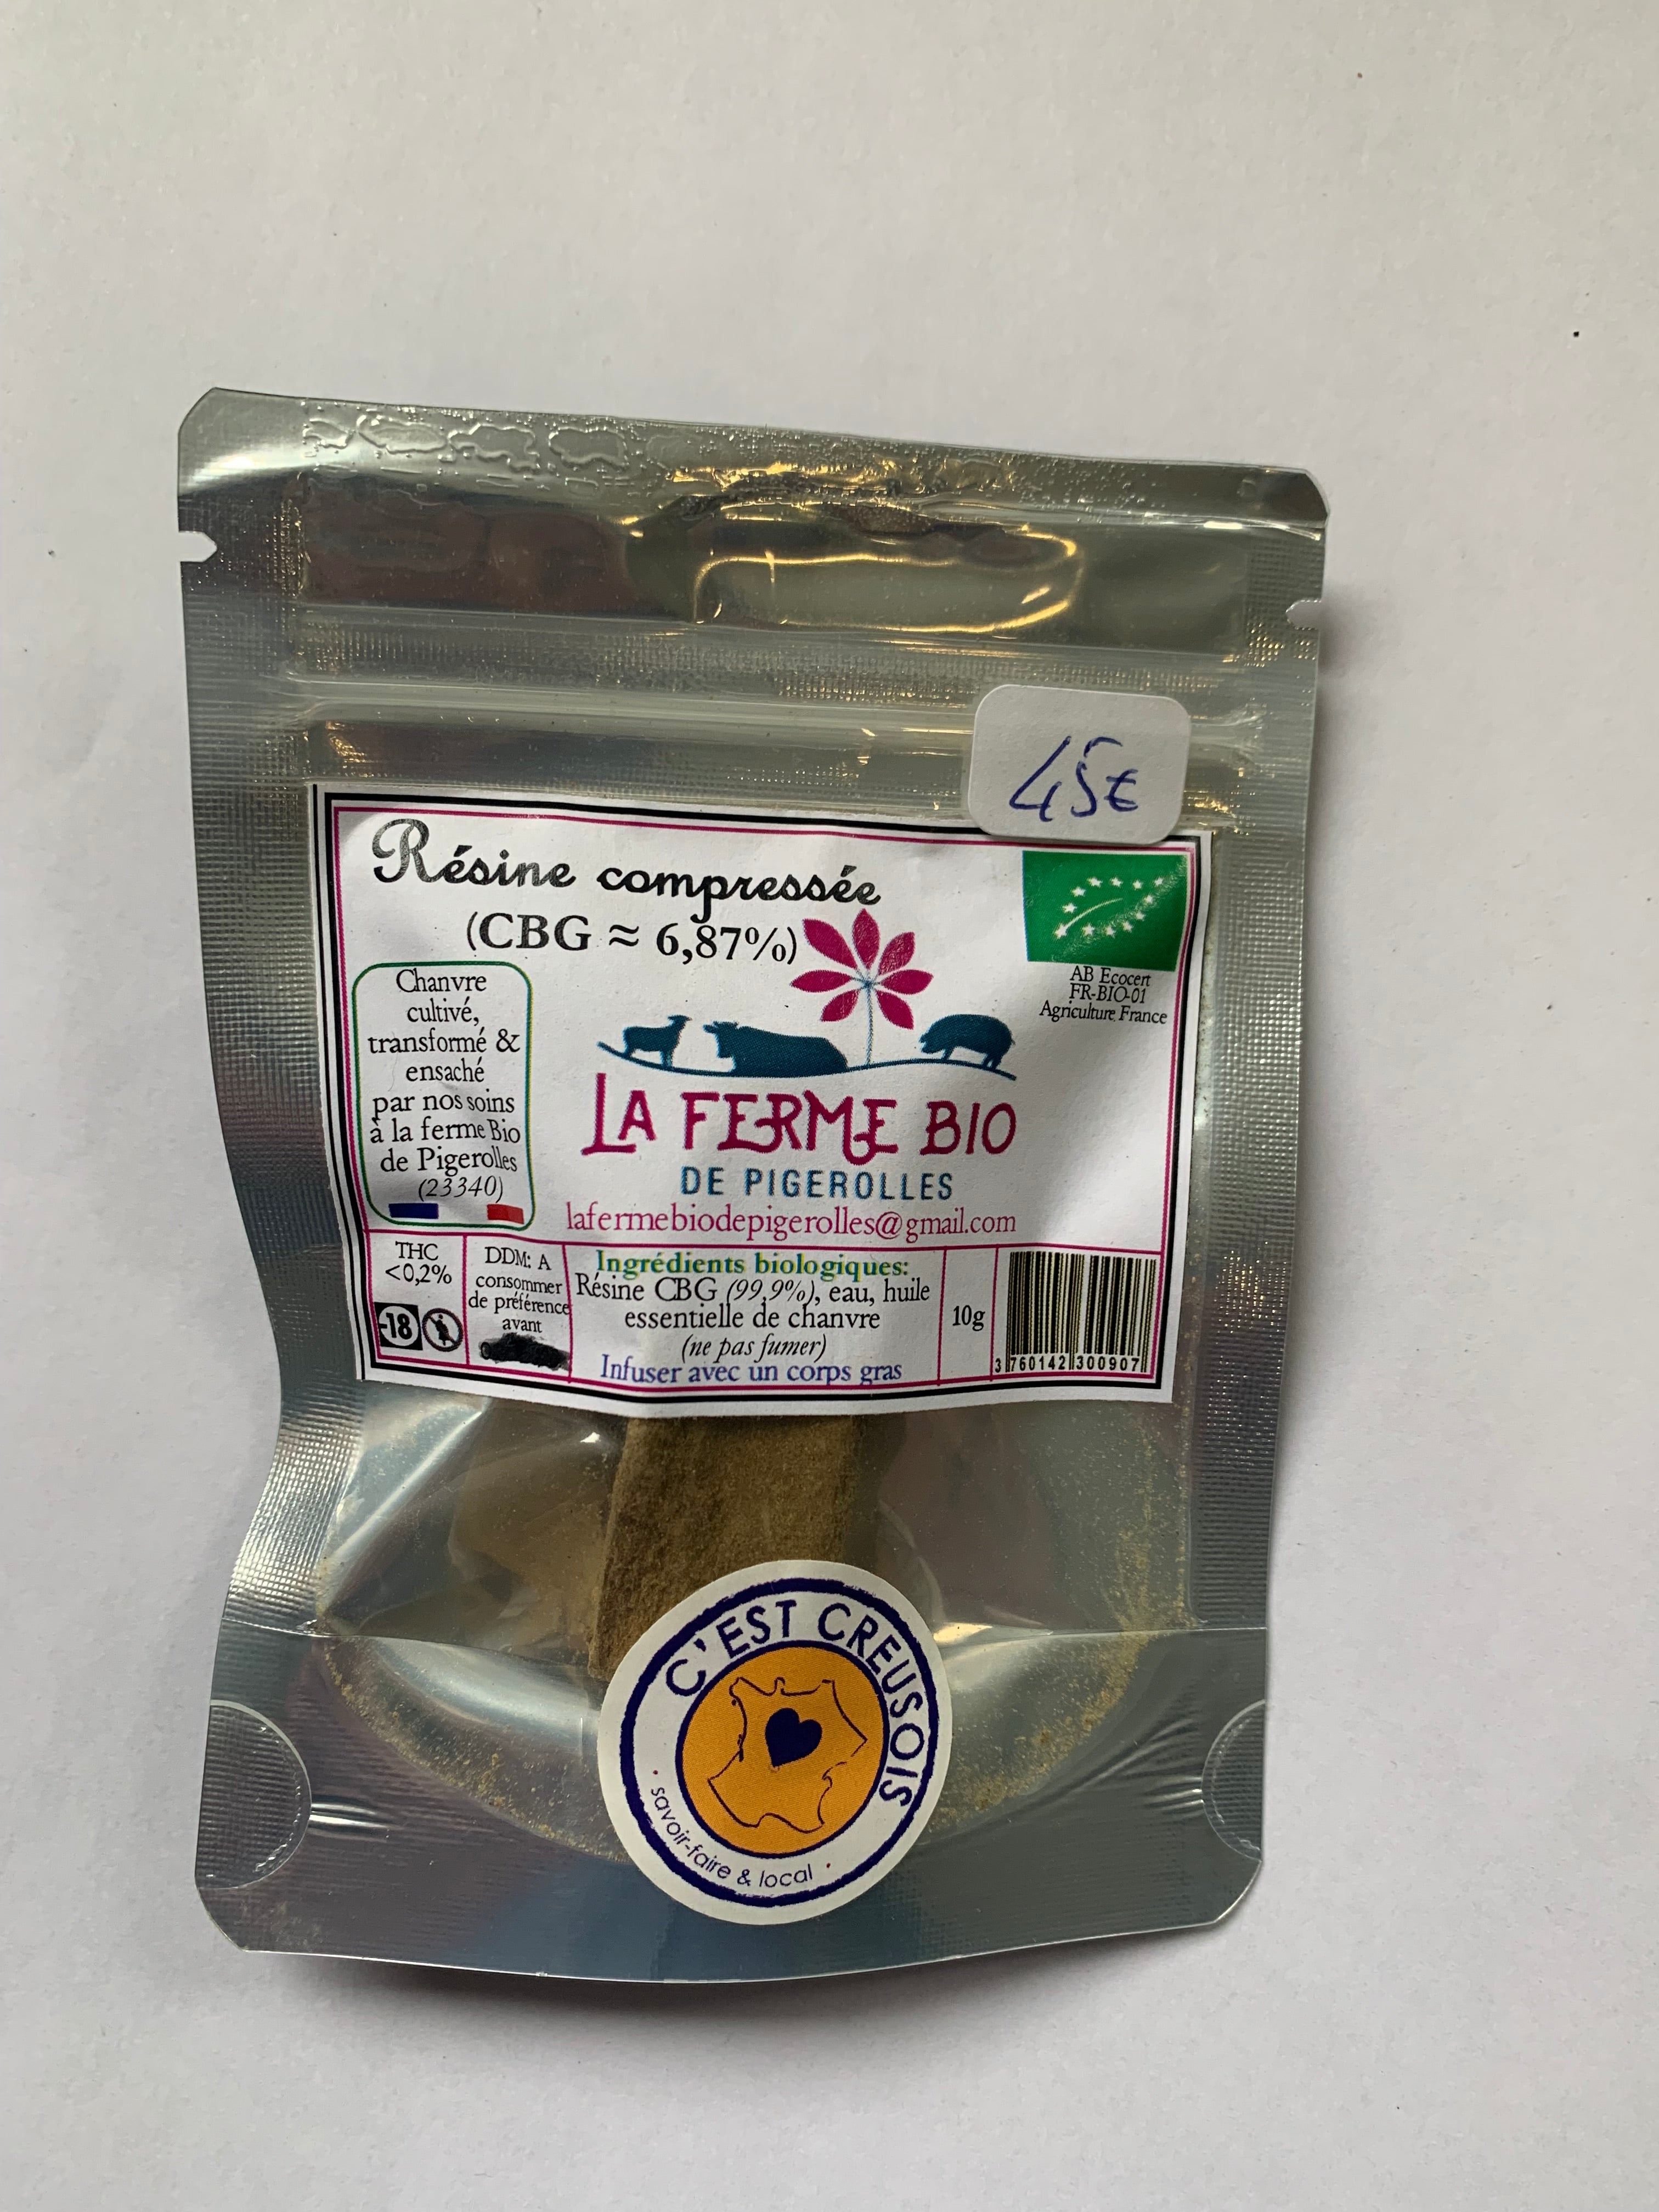 45€
Résine compressée
(CBG ≈ 6,87%)
AB Ecocert
FR-BIO-01
Agriculture France
Chanvre
cultivé,
transformé &
ensaché
par nos soins
à la ferme Bio
de Pigerolles
(23340)
LA FERME BIO
DE PIGEROLLES
lafermebiodepigerolles@gmail.com
THC
<0,2%
-18
DDM: A
consommer
de préférence
avant
Ingrédients biologiques:
Résine CBG (99,9%), eau, huile
essentielle de chanvre
(ne pas fumer)
Infuser avec un corps gras
10g
3 760142 300907
C'EST CREUSOIS
• savoir-faire & local •